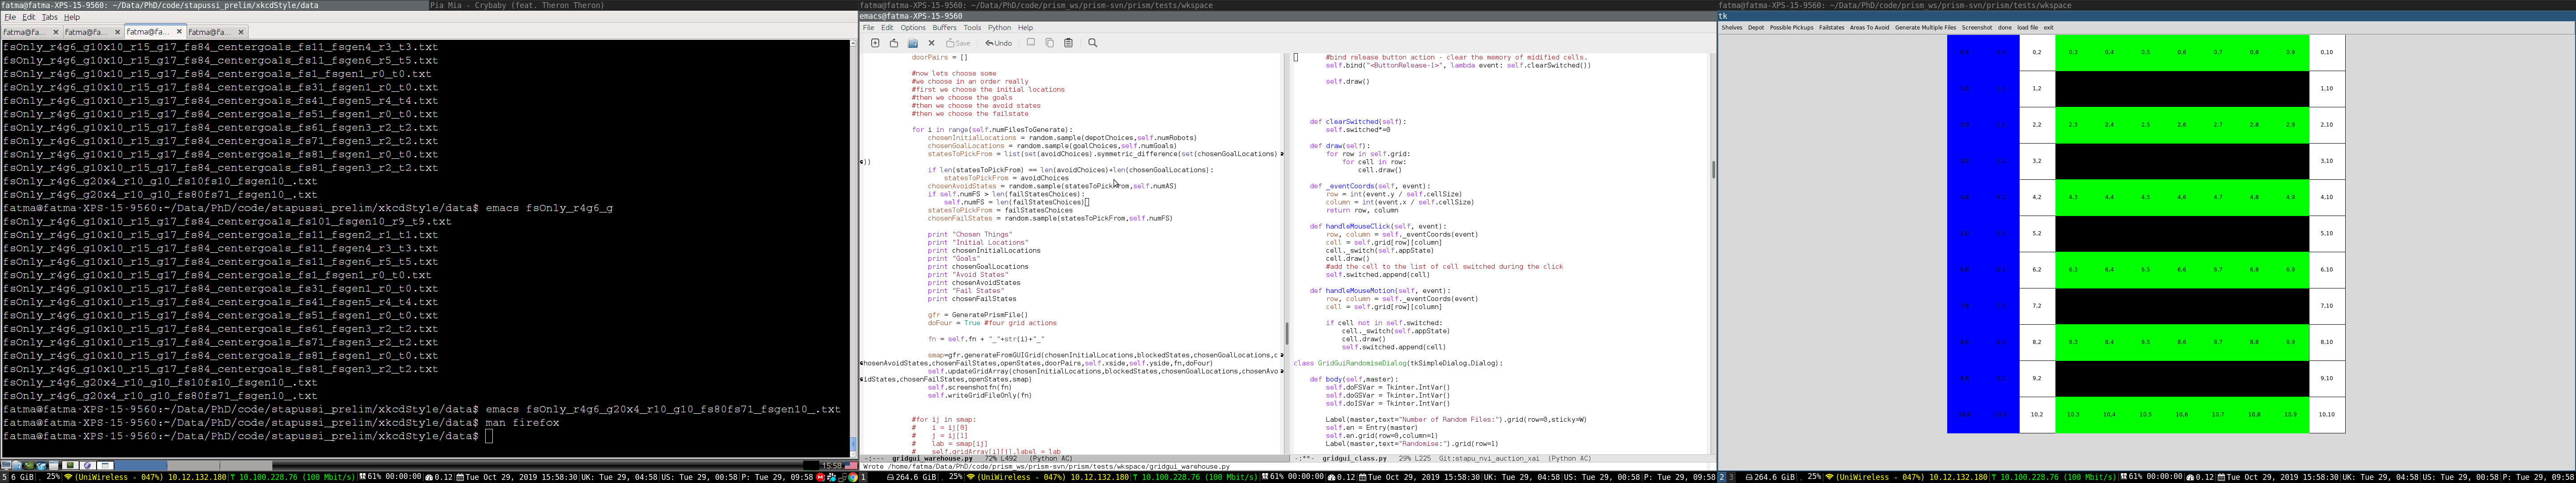 fatma@fatma-XPS-15-9560: ~/Data/PhD/code/stapussi_prelim/xkcdStyle/data
Pia Mia - Crybaby (feat. Theron Theron)
File Edit Tabs Help
fatma@fa... × fatma@fa... × fatma@fa... × fatma@fa... ×
fsOnly_r4g6_g10x10_r15_g17_fs84_centergoals_fs11_fsgen4_r3_t3.txt
fsOnly_r4g6_g10x10_r15_g17_fs84_centergoals_fs11_fsgen6_r5_t5.txt
fsOnly_r4g6_g10x10_r15_g17_fs84_centergoals_fs1_fsgen1_r0_t0.txt
fsOnly_r4g6_g10x10_r15_g17_fs84_centergoals_fs31_fsgen1_r0_t0.txt
fsOnly_r4g6_g10x10_r15_g17_fs84_centergoals_fs41_fsgen5_r4_t4.txt
fsOnly_r4g6_g10x10_r15_g17_fs84_centergoals_fs51_fsgen1_r0_t0.txt
fsOnly_r4g6_g10x10_r15_g17_fs84_centergoals_fs61_fsgen3_r2_t2.txt
fsOnly_r4g6_g10x10_r15_g17_fs84_centergoals_fs71_fsgen3_r2_t2.txt
fsOnly_r4g6_g10x10_r15_g17_fs84_centergoals_fs81_fsgen1_r0_t0.txt
fsOnly_r4g6_g10x10_r15_g17_fs84_centergoals_fs81_fsgen3_r2_t2.txt
fsOnly_r4g6_g20x4_r10_g10_fs10fs10_fsgen10_.txt
fsOnly_r4g6_g20x4_r10_g10_fs80fs71_fsgen10_.txt
fatma@fatma-XPS-15-9560:~/Data/PhD/code/stapussi_prelim/xkcdStyle/data$ emacs fsOnly_r4g6_g
fsOnly_r4g6_g10x10_r15_g17_fs84_centergoals_fs101_fsgen10_r9_t9.txt
fsOnly_r4g6_g10x10_r15_g17_fs84_centergoals_fs11_fsgen2_r1_t1.txt
fsOnly_r4g6_g10x10_r15_g17_fs84_centergoals_fs11_fsgen4_r3_t3.txt
fsOnly_r4g6_g10x10_r15_g17_fs84_centergoals_fs11_fsgen6_r5_t5.txt
fsOnly_r4g6_g10x10_r15_g17_fs84_centergoals_fs1_fsgen1_r0_t0.txt
fsOnly_r4g6_g10x10_r15_g17_fs84_centergoals_fs31_fsgen1_r0_t0.txt
fsOnly_r4g6_g10x10_r15_g17_fs84_centergoals_fs41_fsgen5_r4_t4.txt
fsOnly_r4g6_g10x10_r15_g17_fs84_centergoals_fs51_fsgen1_r0_t0.txt
fsOnly_r4g6_g10x10_r15_g17_fs84_centergoals_fs61_fsgen3_r2_t2.txt
fsOnly_r4g6_g10x10_r15_g17_fs84_centergoals_fs71_fsgen3_r2_t2.txt
fsOnly_r4g6_g10x10_r15_g17_fs84_centergoals_fs81_fsgen1_r0_t0.txt
fsOnly_r4g6_g10x10_r15_g17_fs84_centergoals_fs81_fsgen3_r2_t2.txt
fsOnly_r4g6_g20x4_r10_g10_fs10fs10_fsgen10_.txt
fsOnly_r4g6_g20x4_r10_g10_fs80fs71_fsgen10_.txt
fatma@fatma-XPS-15-9560:~/Data/PhD/code/stapussi_prelim/xkcdStyle/data$ emacs fsOnly_r4g6_g20x4_r10_g10_fs80fs71_fsgen10_.txt
fatma@fatma-XPS-15-9560:~/Data/PhD/code/stapussi_prelim/xkcdStyle/data$ man firefox
fatma@fatma-XPS-15-9560:~/Data/PhD/code/stapussi_prelim/xkcdStyle/data$
15:58
5 6 GiB 25% (UniWireless - 047%) 10.12.132.180 T 10.100.228.76 (100 Mbit/s) 61% 00:00:00 0.12 Tue Oct 29, 2019 15:58:30 UK: Tue 29, 04:58 US: Tue 29, 00:58 P: Tue 29, 09:58
fatma@fatma-XPS-15-9560: ~/Data/PhD/code/prism_ws/prism-svn/prism/tests/wkspace
emacs@fatma-XPS-15-9560
File Edit Options Buffers Tools Python Help
Save Undo
doorPairs = []
#now lets choose some
#we choose in an order really
#first we choose the initial locations
#then we choose the goals
#then we choose the avoid states
#then we choose the failstate
for i in range(self.numFilesToGenerate):
chosenInitialLocations = random.sample(depotChoices,self.numRobots)
chosenGoalLocations = random.sample(goalChoices,self.numGoals)
statesToPickFrom = list(set(avoidChoices).symmetric_difference(set(chosenGoalLocations)
))
if len(statesToPickFrom) == len(avoidChoices)+len(chosenGoalLocations):
statesToPickFrom = avoidChoices
chosenAvoidStates = random.sample(statesToPickFrom,self.numAS)
if self.numFS > len(failStatesChoices):
self.numFS = len(failStatesChoices)
statesToPickFrom = failStatesChoices
chosenFailStates = random.sample(statesToPickFrom,self.numFS)
print "Chosen Things"
print "Initial Locations"
print chosenInitialLocations
print "Goals"
print chosenGoalLocations
print "Avoid States"
print chosenAvoidStates
print "Fail States"
print chosenFailStates
gfr = GeneratePrismFile()
doFour = True #four grid actions
fn = self.fn + "_"+str(i)+"_"
smap=gfr.generateFromGUIGrid(chosenInitialLocations,blockedStates,chosenGoalLocations,c
chosenAvoidStates,chosenFailStates,openStates,doorPairs,self.xside,self.yside,fn,doFour)
self.updateGridArray(chosenInitialLocations,blockedStates,chosenGoalLocations,chosenAvo
idStates,chosenFailStates,openStates,smap)
self.screenshotfn(fn)
self.writeGridFileOnly(fn)
#for ij in smap:
# i = ij[0]
# j = ij[1]
# lab = smap[ij]
# self.gridArray[i][j].label = lab
-:--- gridgui_warehouse.py 72% L492 (Python AC)
Wrote /home/fatma/Data/PhD/code/prism_ws/prism-svn/prism/tests/wkspace/gridgui_warehouse.py
#bind release button action - clear the memory of midified cells.
self.bind("<ButtonRelease-1>", lambda event: self.clearSwitched())
self.draw()
def clearSwitched(self):
self.switched*=0
def draw(self):
for row in self.grid:
for cell in row:
cell.draw()
def _eventCoords(self, event):
row = int(event.y / self.cellSize)
column = int(event.x / self.cellSize)
return row, column
def handleMouseClick(self, event):
row, column = self._eventCoords(event)
cell = self.grid[row][column]
cell._switch(self.appState)
cell.draw()
#add the cell to the list of cell switched during the click
self.switched.append(cell)
def handleMouseMotion(self, event):
row, column = self._eventCoords(event)
cell = self.grid[row][column]
if cell not in self.switched:
cell._switch(self.appState)
cell.draw()
self.switched.append(cell)
class GridGuiRandomiseDialog(tkSimpleDialog.Dialog):
def body(self,master):
self.doFSVar = Tkinter.IntVar()
self.doGSVar = Tkinter.IntVar()
self.doISVar = Tkinter.IntVar()
Label(master,text="Number of Random Files:").grid(row=0,sticky=W)
self.en = Entry(master)
self.en.grid(row=0,column=1)
Label(master,text="Randomise:").grid(row=1)
-:**- gridgui_class.py 29% L225 Git:stapu_nvi_auction_xai (Python AC)
1 264.6 GiB 25% (UniWireless - 047%) 10.12.132.180 T 10.100.228.76 (100 Mbit/s) 61% 00:00:00 0.12 Tue Oct 29, 2019 15:58:30 UK: Tue 29, 04:58 US: Tue 29, 00:58 P: Tue 29, 09:58
fatma@fatma-XPS-15-9560: ~/Data/PhD/code/prism_ws/prism-svn/prism/tests/wkspace
tk
Shelves Depot Possible Pickups Failstates Areas To Avoid Generate Multiple Files Screenshot done load file exit
0,2 0,3 0,4 0,5 0,6 0,7 0,8 0,9 0,10
1,2 1,10
2,2 2,3 2,4 2,5 2,6 2,7 2,8 2,9 2,10
3,2 3,10
4,2 4,3 4,4 4,5 4,6 4,7 4,8 4,9 4,10
5,2 5,10
6,2 6,3 6,4 6,5 6,6 6,7 6,8 6,9 6,10
7,2 7,10
8,2 8,3 8,4 8,5 8,6 8,7 8,8 8,9 8,10
9,2 9,10
10,2 10,3 10,4 10,5 10,6 10,7 10,8 10,9 10,10
2 3 264.6 GiB 25% (UniWireless - 047%) 10.12.132.180 T 10.100.228.76 (100 Mbit/s) 61% 00:00:00 0.12 Tue Oct 29, 2019 15:58:30 UK: Tue 29, 04:58 US: Tue 29, 00:58 P: Tue 29, 09:58